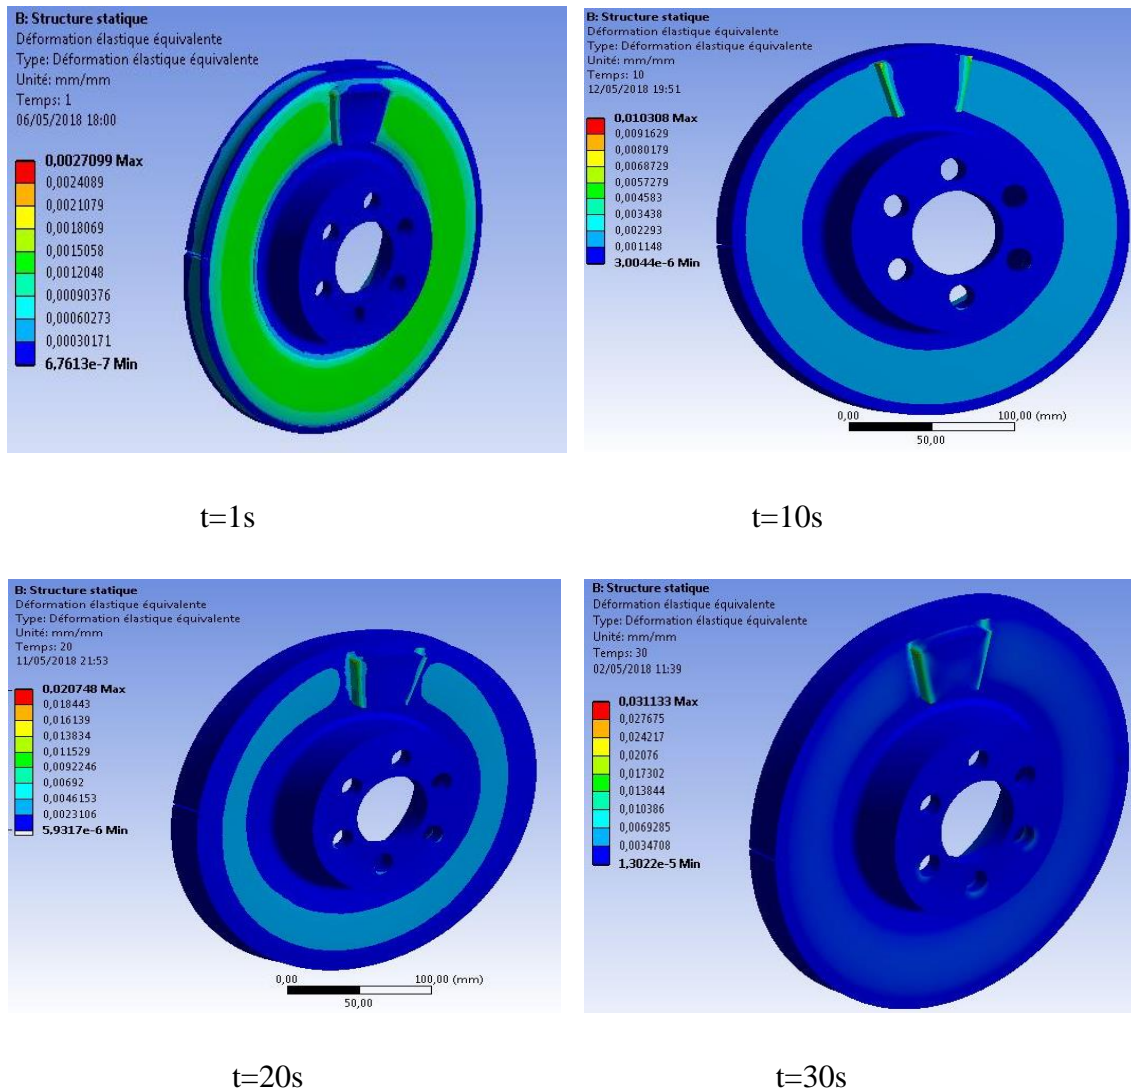 B: Structure statique
Déformation élastique équivalente
Type: Déformation élastique équivalente
Unité: mm/mm
Temps: 1
06/05/2018 18:00
0,0027099 Max
0,0024089
0,0021079
0,0018069
0,0015058
0,0012048
0,00090376
0,00060273
0,00030171
6,7613e-7 Min
B: Structure statique
Déformation élastique équivalente
Type: Déformation élastique équivalente
Unité: mm/mm
Temps: 10
12/05/2018 19:51
0,010308 Max
0,0091629
0,0080179
0,0068729
0,0057279
0,004583
0,003438
0,002293
0,001148
3,0044e-6 Min
0,00
100,00 (mm)
50,00
t=1s
t=10s
B: Structure statique
Déformation élastique équivalente
Type: Déformation élastique équivalente
Unité: mm/mm
Temps: 20
11/05/2018 21:53
0,020748 Max
0,018443
0,016139
0,013834
0,011529
0,0092246
0,00692
0,0046153
0,0023106
5,9317e-6 Min
0,00
100,00 (mm)
50,00
B: Structure statique
Déformation élastique équivalente
Type: Déformation élastique équivalente
Unité: mm/mm
Temps: 30
02/05/2018 11:39
0,031133 Max
0,027675
0,024217
0,02076
0,017302
0,013844
0,010386
0,0069285
0,0034708
1,3022e-5 Min
t=20s
t=30s